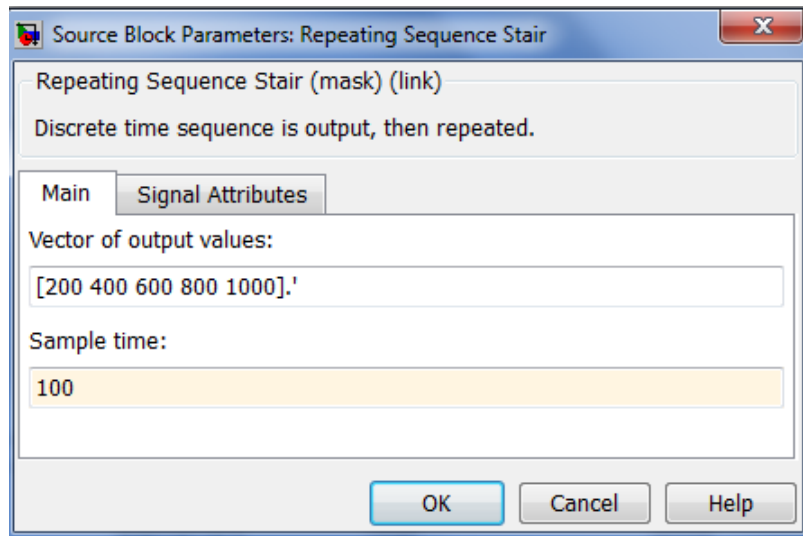 Source Block Parameters: Repeating Sequence Stair
Repeating Sequence Stair (mask) (link)
Discrete time sequence is output, then repeated.
Main
Signal Attributes
Vector of output values:
[200 400 600 800 1000].'
Sample time:
100
OK
Cancel
Help